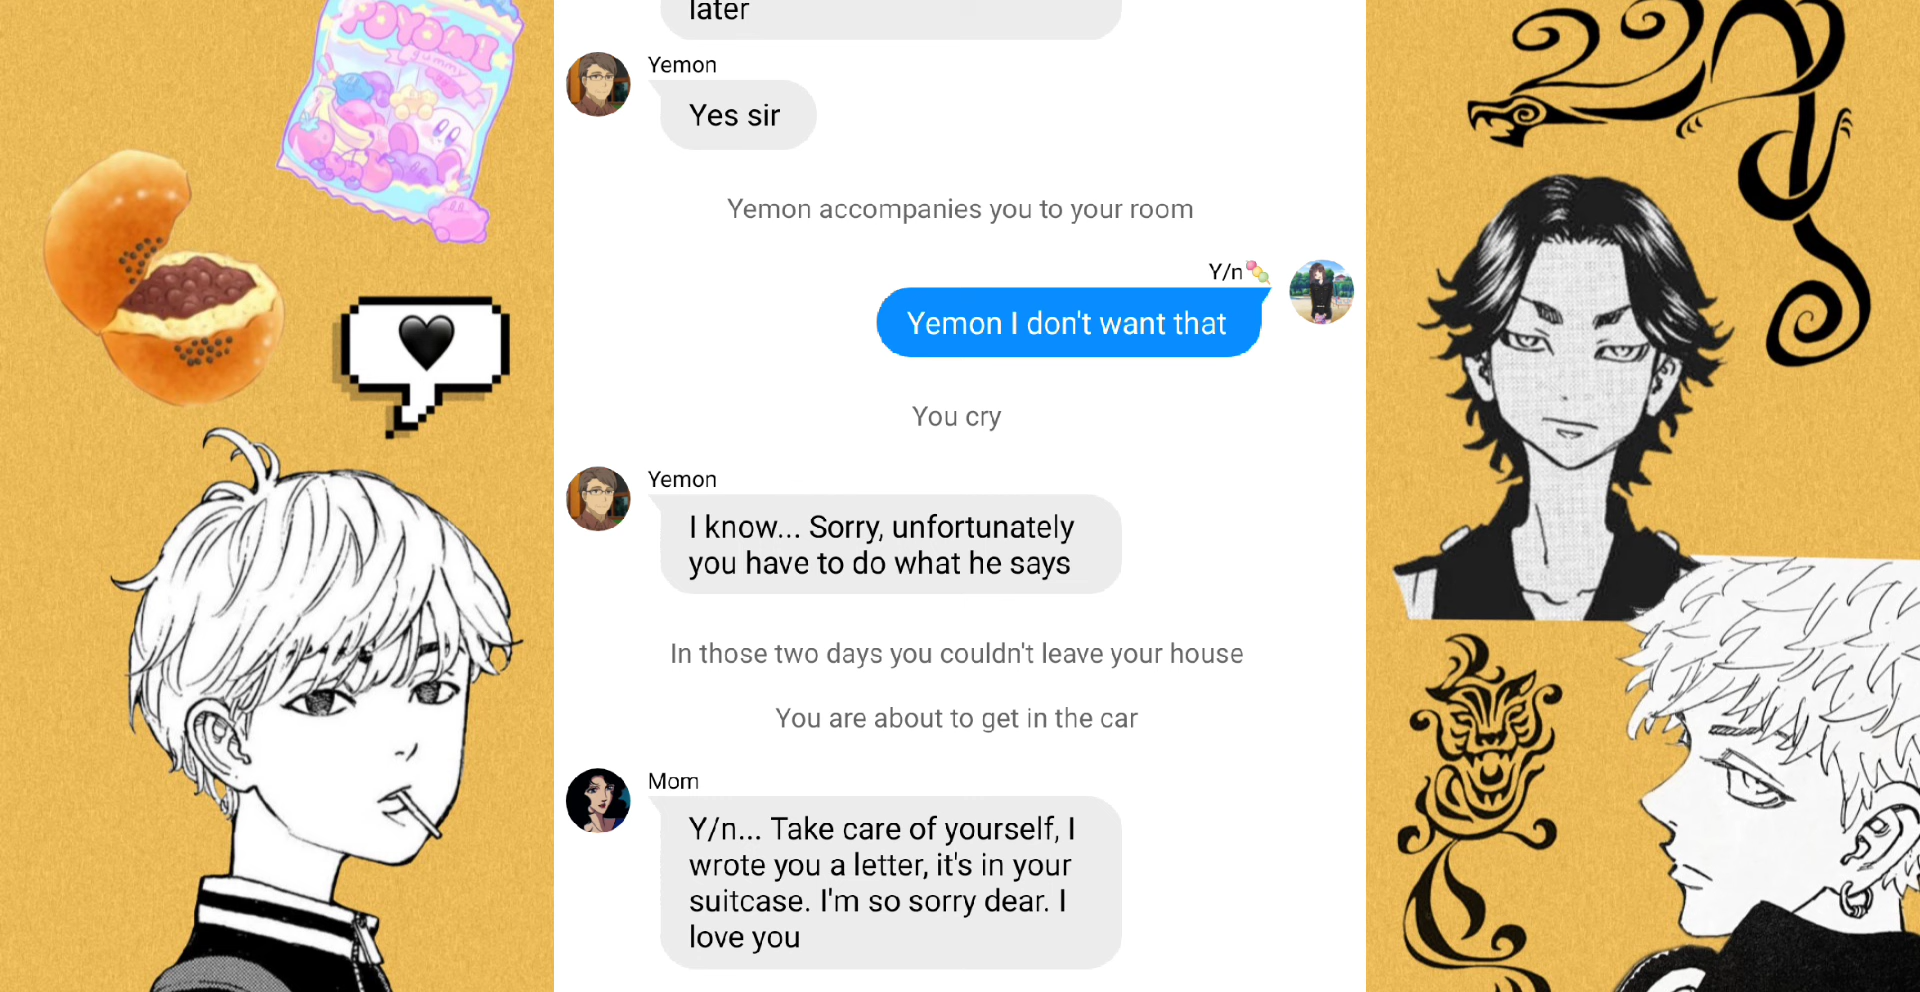 POYOMI
gummy
later
Yemon
Yes sir
Yemon accompanies you to your room
Y/n🍡
Yemon I don't want that
You cry
Yemon
I know... Sorry, unfortunately
you have to do what he says
In those two days you couldn't leave your house
You are about to get in the car
Mom
Y/n... Take care of yourself, I
wrote you a letter, it's in your
suitcase. I'm so sorry dear. I
love you